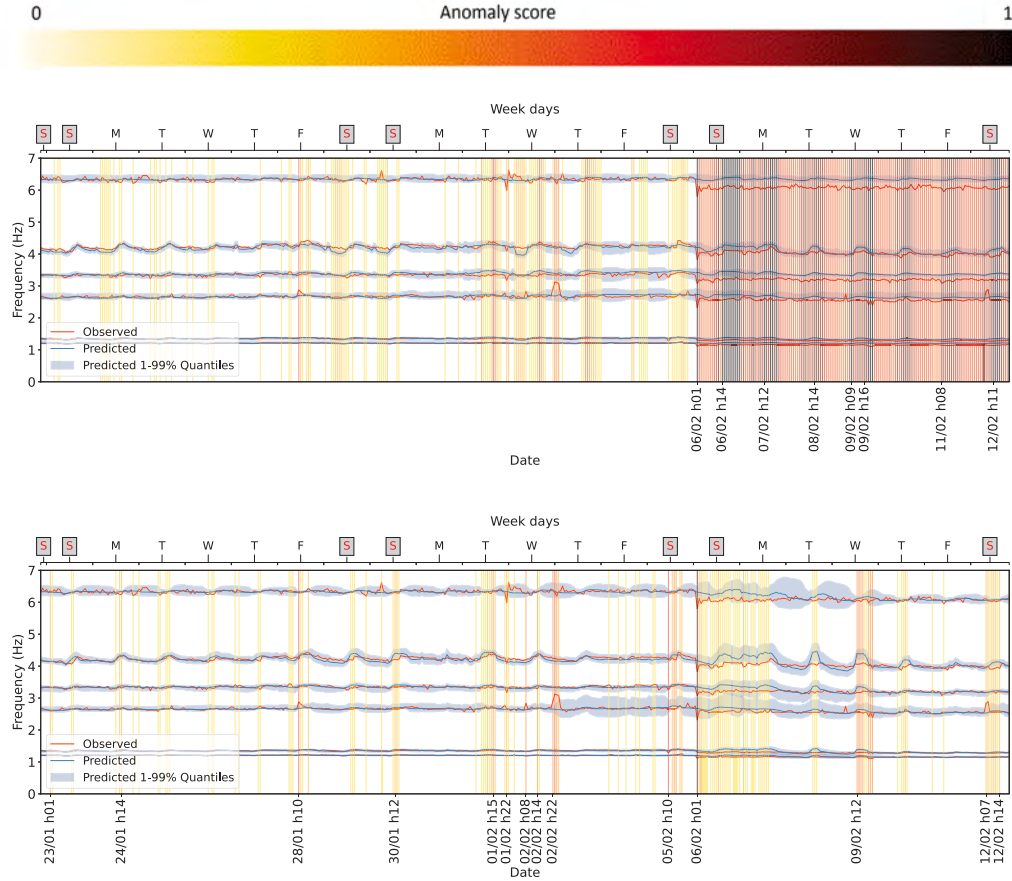 0 Anomaly score 1
Week days
S S M T W T F S S M T W T F S S M T W T F S
7
6
5
4
3
2
1
0
Frequency (Hz)
Observed
Predicted
Predicted 1-99% Quantiles
06/02 h01
06/02 h14
07/02 h12
08/02 h14
09/02 h09
09/02 h16
11/02 h08
12/02 h11
Date
Week days
S S M T W T F S S M T W T F S S M T W T F S
7
6
5
4
3
2
1
0
Frequency (Hz)
Observed
Predicted
Predicted 1-99% Quantiles
23/01 h01
24/01 h14
28/01 h10
30/01 h12
01/02 h15
01/02 h22
02/02 h08
02/02 h14
02/02 h22
05/02 h10
06/02 h01
09/02 h12
12/02 h07
12/02 h14
Date